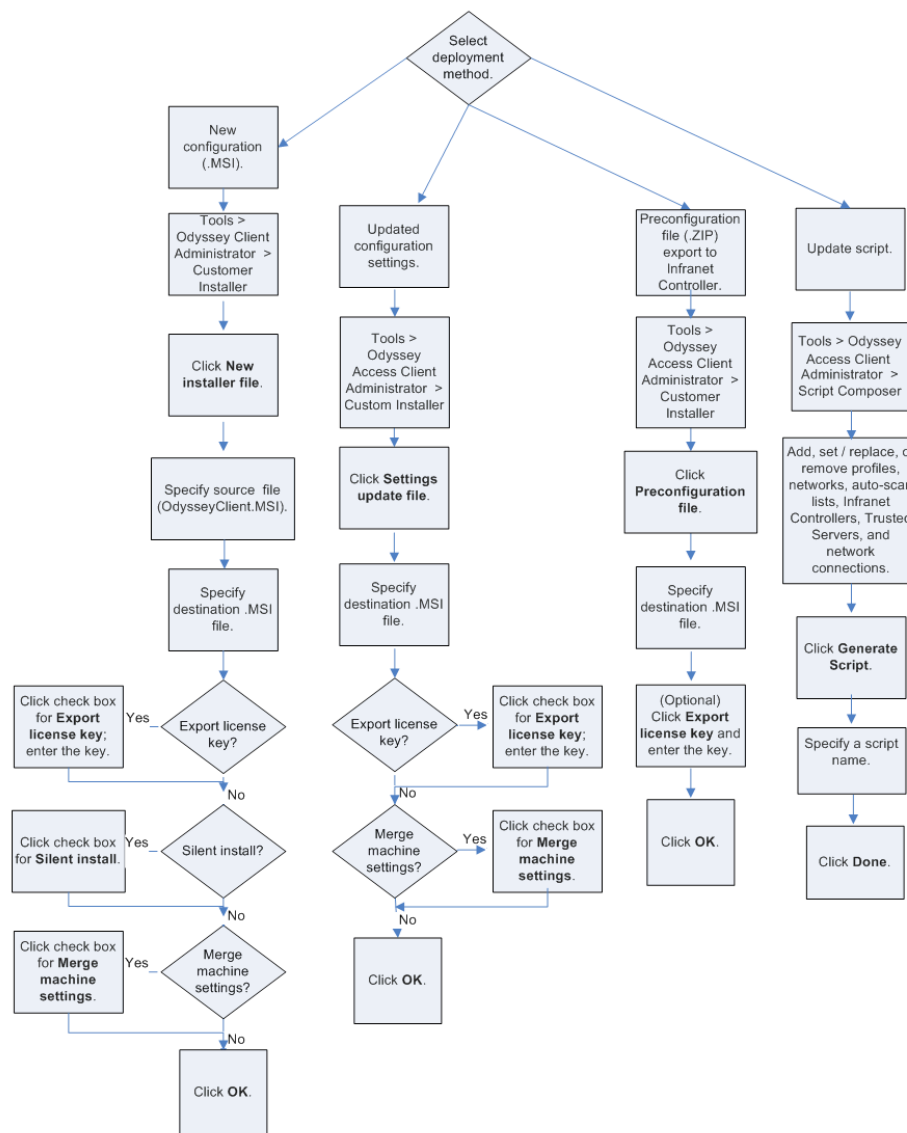 Select
deployment
method.
New
configuration
(.MSI).
Tools >
Odyssey Client
Administrator >
Customer
Installer
Click New
installer file.
Specify source file
(OdysseyClient.MSI).
Specify
destination .MSI
file.
Export license
key?
Yes
Click check box
for Export
license key;
enter the key.
No
Silent install?
Yes
Click check box
for Silent install.
No
Merge
machine
settings?
Yes
Click check box
for Merge
machine
settings.
No
Click OK.
Updated
configuration
settings.
Tools >
Odyssey
Access Client
Administrator >
Custom Installer
Click Settings
update file.
Specify
destination .MSI
file.
Export license
key?
Yes
Click check box
for Export
license key;
enter the key.
No
Merge
machine
settings?
Yes
Click check box
for Merge
machine
settings.
No
Click OK.
Preconfiguration
file (.ZIP)
export to
Infranet
Controller.
Tools >
Odyssey
Access Client
Administrator >
Customer
Installer
Click
Preconfiguration
file.
Specify
destination .MSI
file.
(Optional)
Click Export
license key and
enter the key.
Click OK.
Update script.
Tools > Odyssey
Access Client
Administrator >
Script Composer
Add, set / replace, o
remove profiles,
networks, auto-scan
lists, Infranet
Controllers, Trusted
Servers, and
network
connections.
Click Generate
Script.
Specify a script
name.
Click Done.